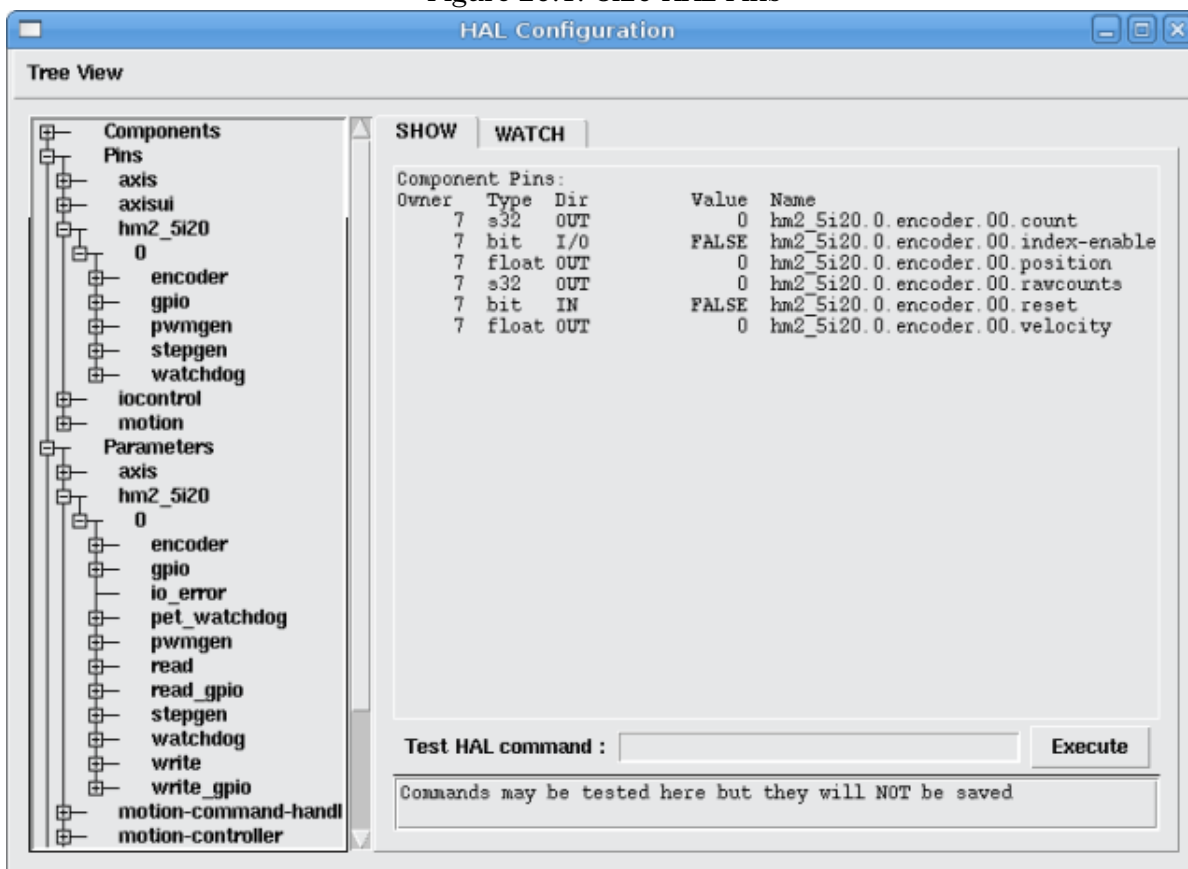 HAL Configuration
Tree View
Components
Pins
axis
axisui
hm2_5i20
0
encoder
gpio
pwmgen
stepgen
watchdog
iocontrol
motion
Parameters
axis
hm2_5i20
0
encoder
gpio
io_error
pet_watchdog
pwmgen
read
read_gpio
stepgen
watchdog
write
write_gpio
motion-command-handl
motion-controller
SHOW WATCH
Component Pins:
Owner Type Dir Value Name
7 s32 OUT 0 hm2_5i20.0.encoder.00.count
7 bit I/O FALSE hm2_5i20.0.encoder.00.index-enable
7 float OUT 0 hm2_5i20.0.encoder.00.position
7 s32 OUT 0 hm2_5i20.0.encoder.00.rawcounts
7 bit IN FALSE hm2_5i20.0.encoder.00.reset
7 float OUT 0 hm2_5i20.0.encoder.00.velocity
Test HAL command : Execute
Commands may be tested here but they will NOT be saved